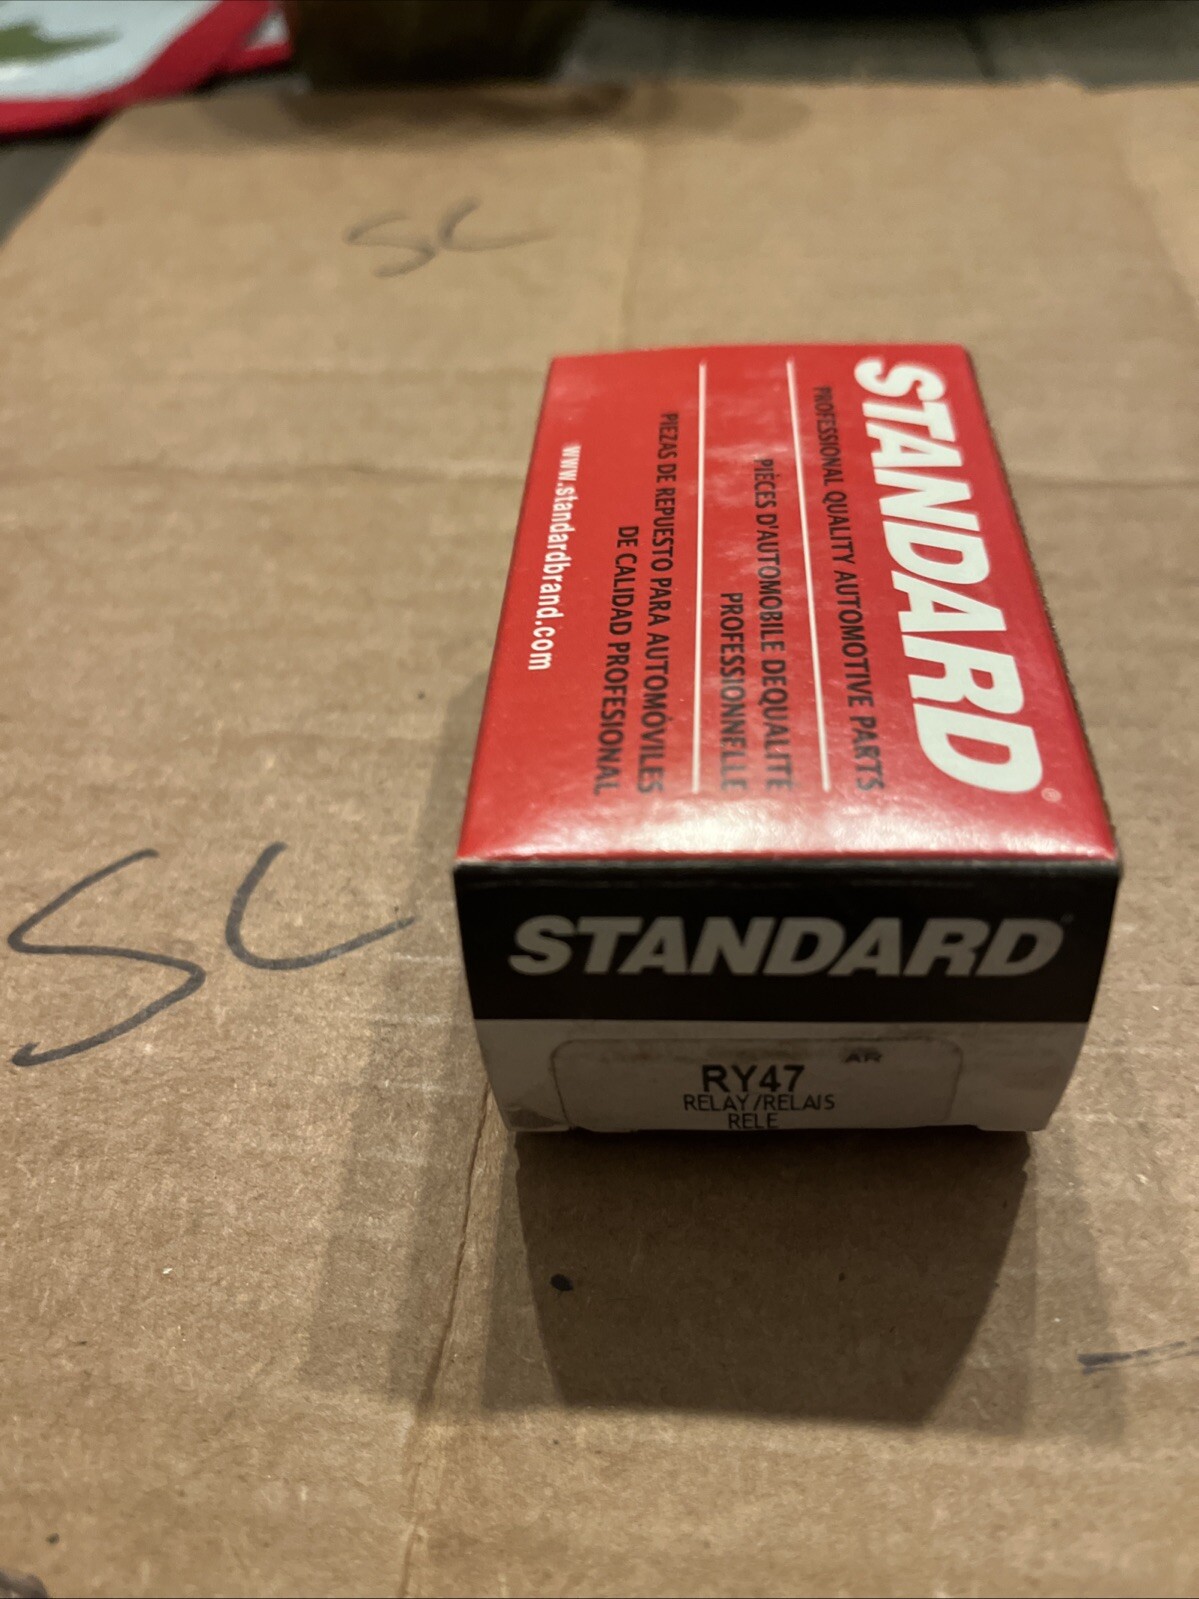 SC
STANDARD®
PROFESSIONAL QUALITY AUTOMOTIVE PARTS
PIÈCES D'AUTOMOBILE DEQUALITÉ
PROFESSIONNELLE
PIEZAS DE REPUESTO PARA AUTOMÓVILES
DE CALIDAD PROFESIONAL
www.standardbrand.com
SC
STANDARD
AR
RY47
RELAY/RELAIS
RELE